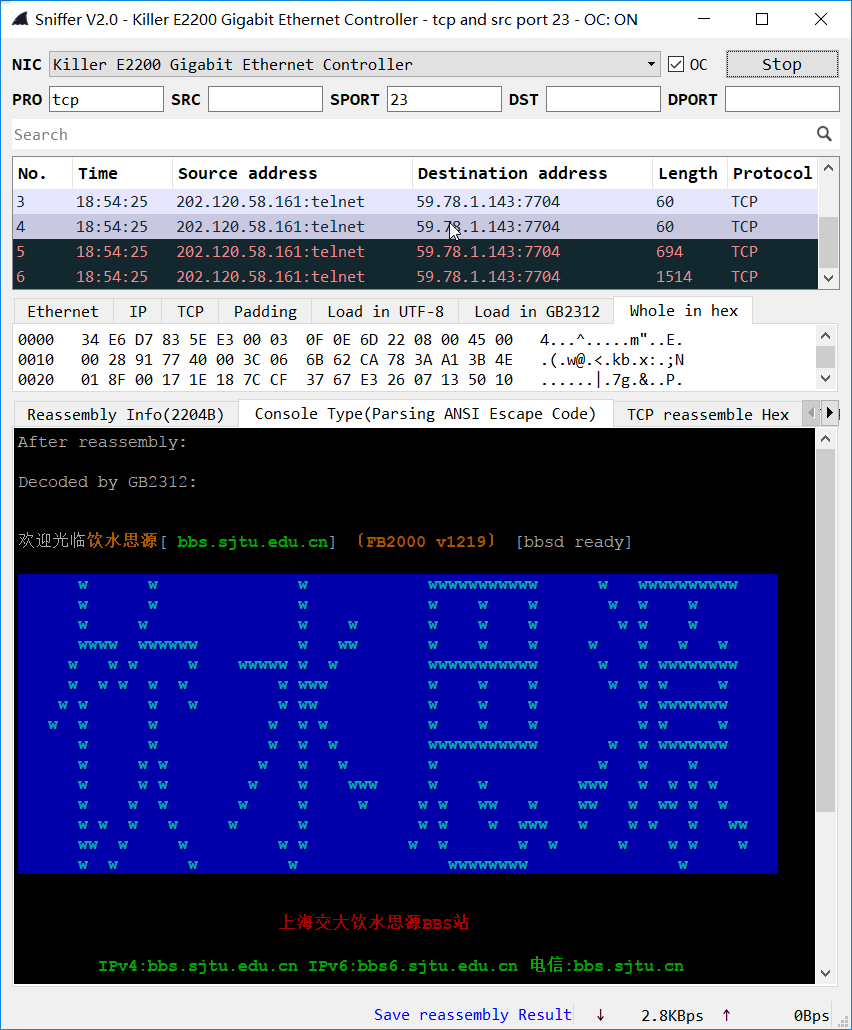 Sniffer V2.0 - Killer E2200 Gigabit Ethernet Controller - tcp and src port 23 - OC: ON
NIC Killer E2200 Gigabit Ethernet Controller OC Stop
PRO tcp SRC SPORT 23 DST DPORT
Search
No. Time Source address Destination address Length Protocol
3 18:54:25 202.120.58.161:telnet 59.78.1.143:7704 60 TCP
4 18:54:25 202.120.58.161:telnet 59.78.1.143:7704 60 TCP
5 18:54:25 202.120.58.161:telnet 59.78.1.143:7704 694 TCP
6 18:54:25 202.120.58.161:telnet 59.78.1.143:7704 1514 TCP
Ethernet IP TCP Padding Load in UTF-8 Load in GB2312 Whole in hex
0000 34 E6 D7 83 5E E3 00 03 0F 0E 6D 22 08 00 45 00 4...^.....m"..E.
0010 00 28 91 77 40 00 3C 06 6B 62 CA 78 3A A1 3B 4E .(.w@.<.kb.x:.;N
0020 01 8F 00 17 1E 18 7C CF 37 67 E3 26 07 13 50 10 ......|.7g.&..P.
Reassembly Info(2204B) Console Type(Parsing ANSI Escape Code) TCP reassemble Hex
After reassembly:
Decoded by GB2312:
欢迎光临饮水思源[ bbs.sjtu.edu.cn] 〔FB2000 v1219〕 [bbsd ready]
上海交大饮水思源BBS站
IPv4:bbs.sjtu.edu.cn IPv6:bbs6.sjtu.edu.cn 电信:bbs.sjtu.cn
Save reassembly Result ↓ 2.8KBps ↑ 0Bps